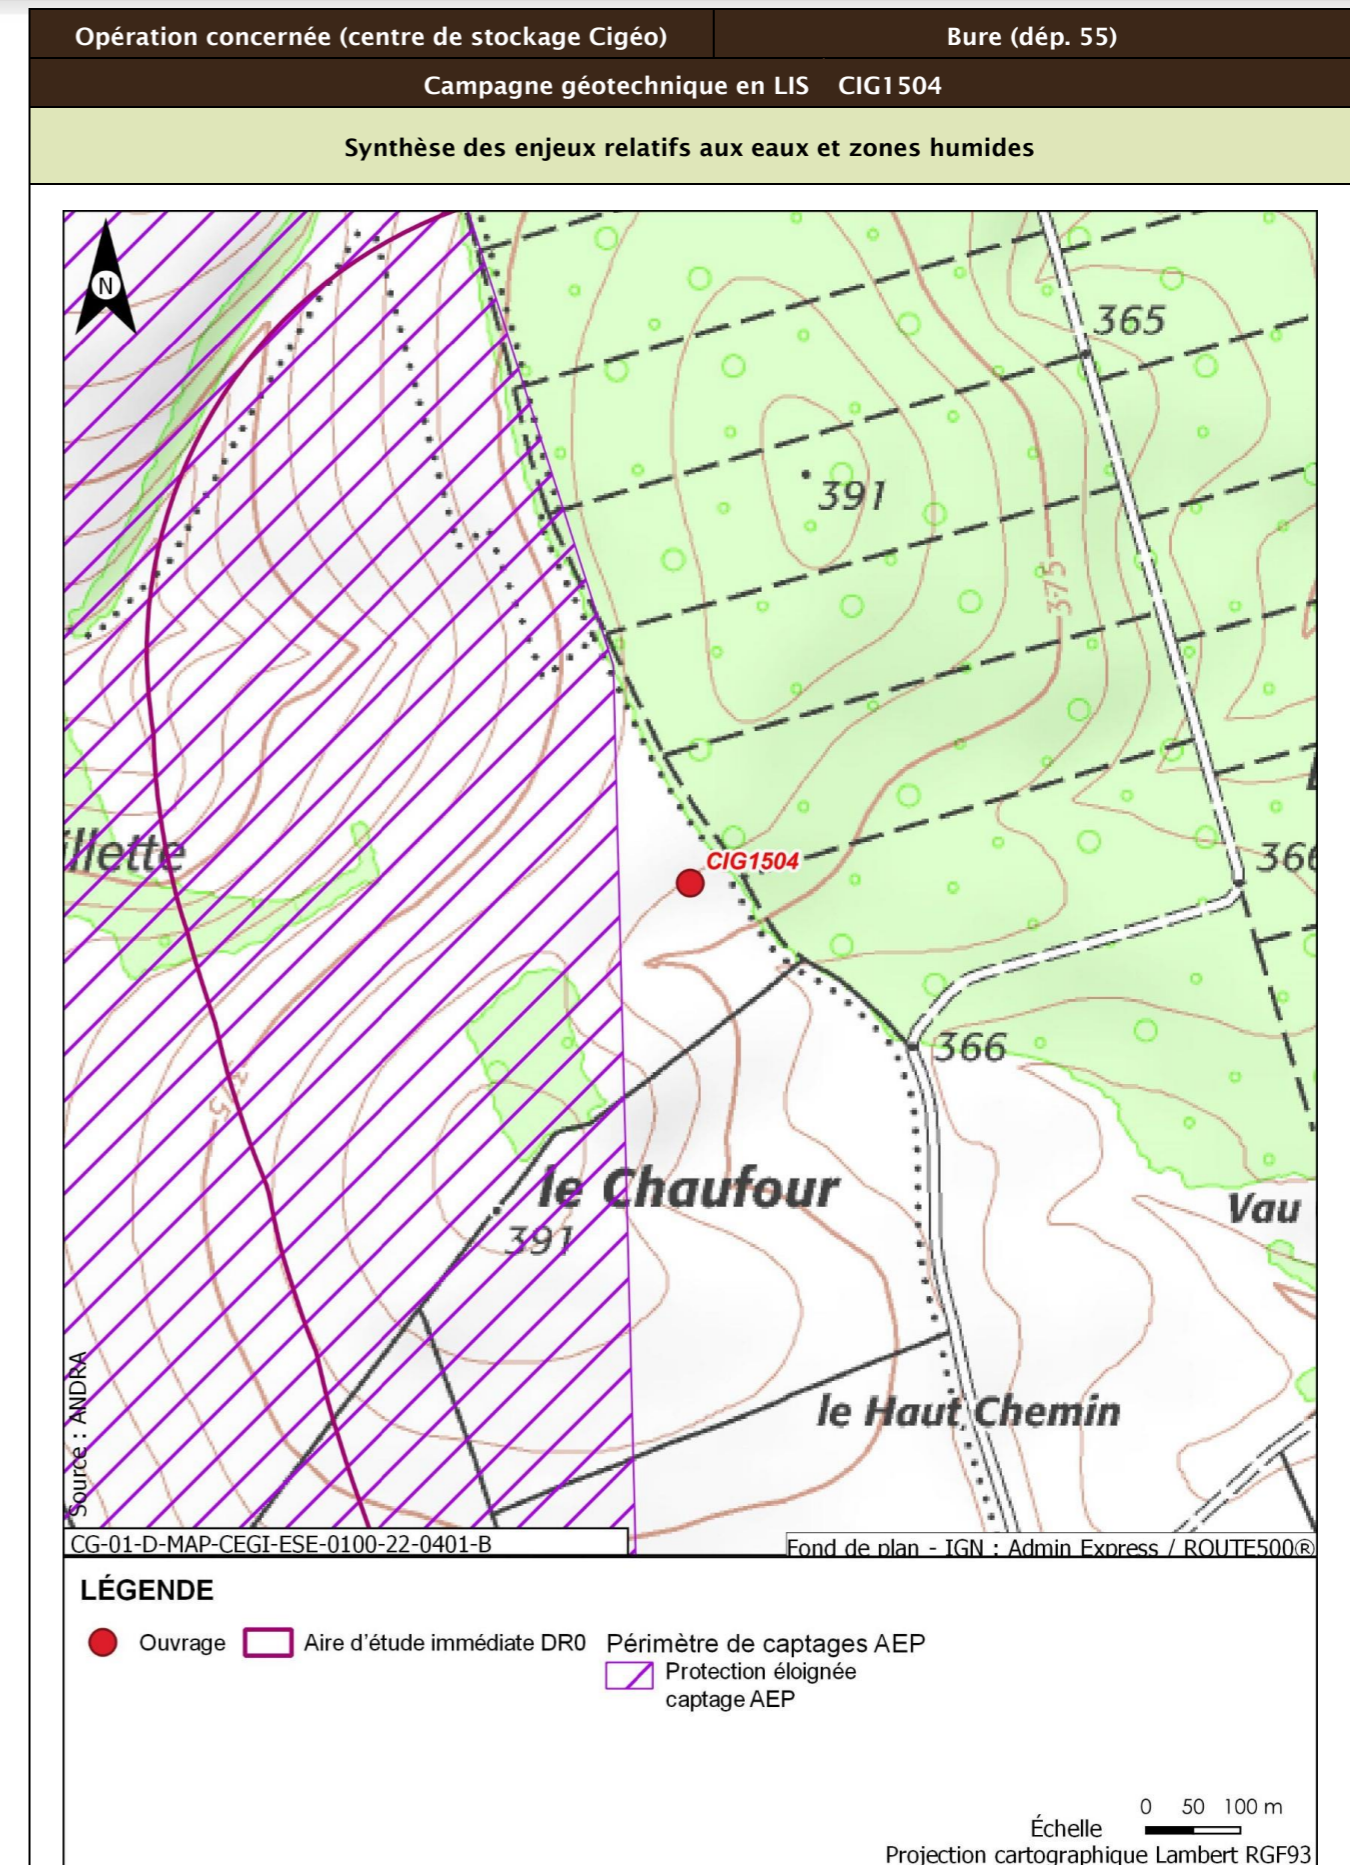 Opération concernée (centre de stockage Cigéo) Bure (dép. 55)
Campagne géotechnique en LIS CIG1504
Synthèse des enjeux relatifs aux eaux et zones humides
N
365
391
375
illette
CIG1504
366
366
375
le Chaufour
391
Vau
le Haut Chemin
Source : ANDRA
CG-01-D-MAP-CEGI-ESE-0100-22-0401-B
Fond de plan - IGN : Admin Express / ROUTE500®
LÉGENDE
Ouvrage Aire d'étude immédiate DR0 Périmètre de captages AEP
Protection éloignée
captage AEP
0 50 100 m
Échelle
Projection cartographique Lambert RGF93